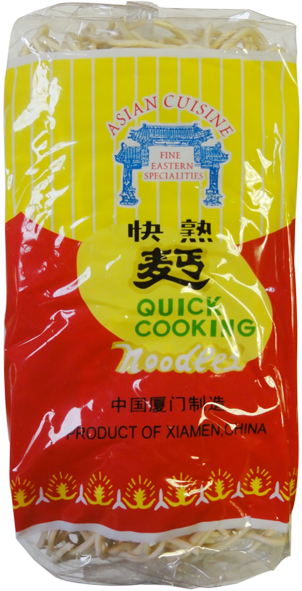 ASIAN CUISINE
FINE
EASTERN
SPECIALITIES
快熟
麵
QUICK
COOKING
noodles
中国厦门制造
PRODUCT OF XIAMEN, CHINA